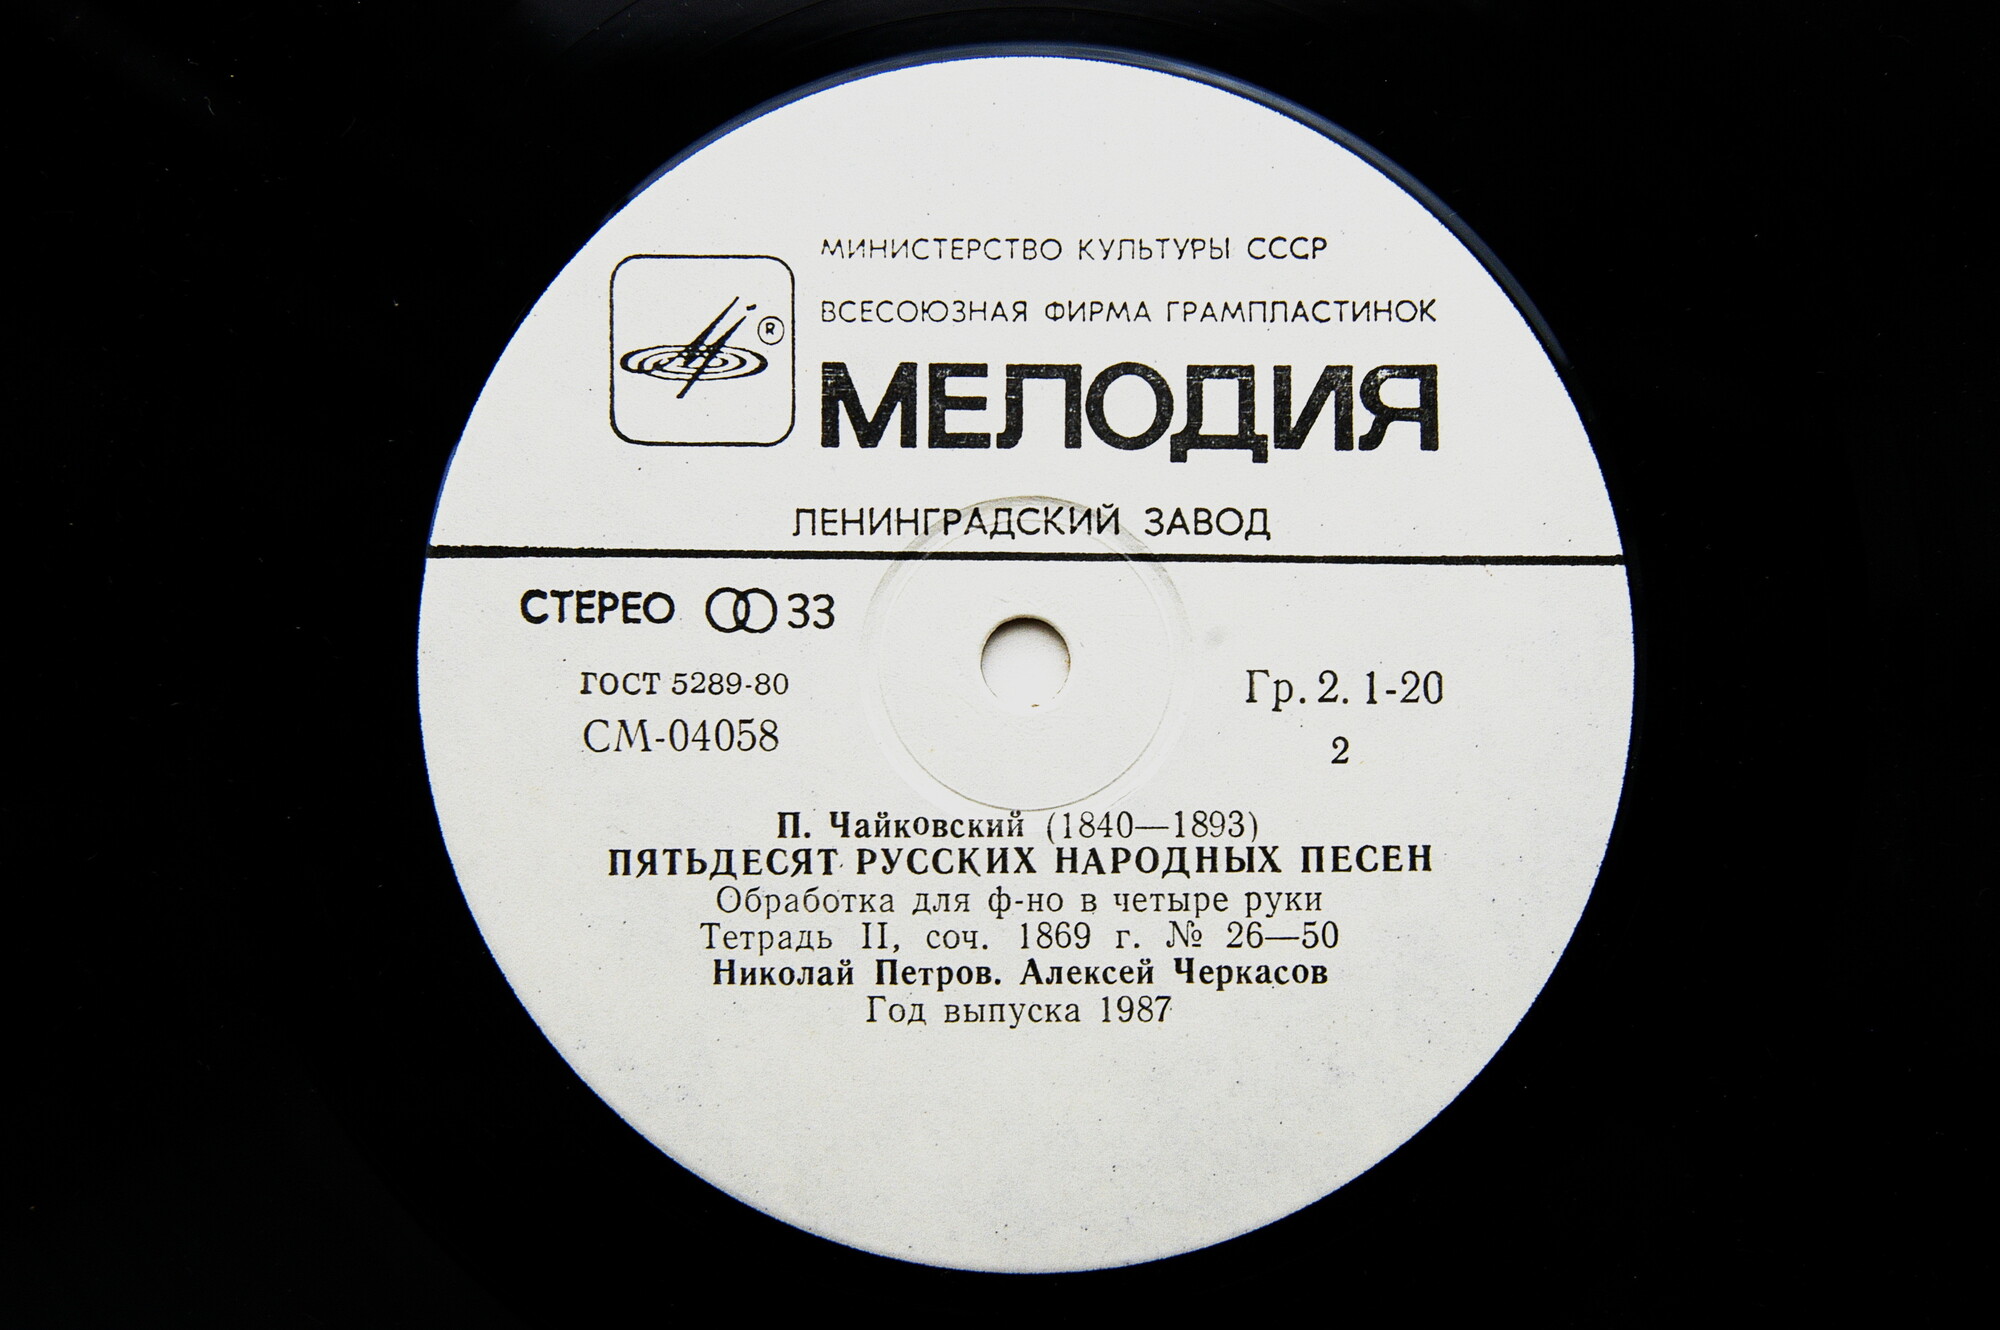 МИНИСТЕРСТВО КУЛЬТУРЫ СССР
ВСЕСОЮЗНАЯ ФИРМА ГРАМПЛАСТИНОК
®
МЕЛОДИЯ
ЛЕНИНГРАДСКИЙ ЗАВОД
СТЕРЕО 33
ГОСТ 5289-80
Гр. 2. 1-20
СМ-04058
2
П. Чайковский (1840—1893)
ПЯТЬДЕСЯТ РУССКИХ НАРОДНЫХ ПЕСЕН
Обработка для ф-но в четыре руки
Тетрадь II, соч. 1869 г. № 26—50
Николай Петров. Алексей Черкасов
Год выпуска 1987